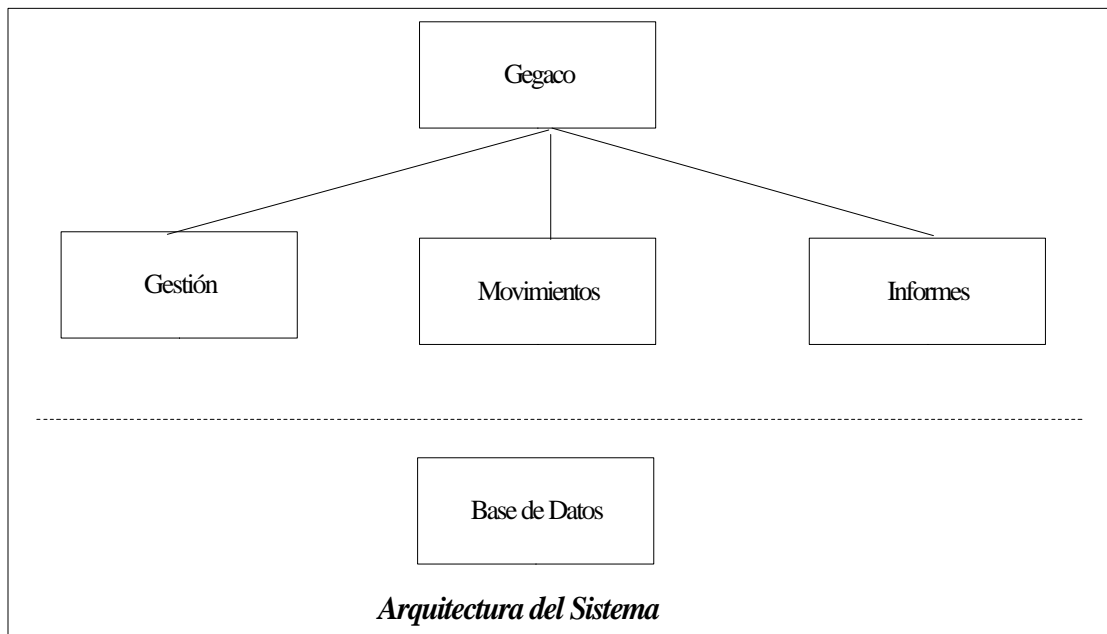 Gegaco
Gestión
Movimientos
Informes
Base de Datos
Arquitectura del Sistema